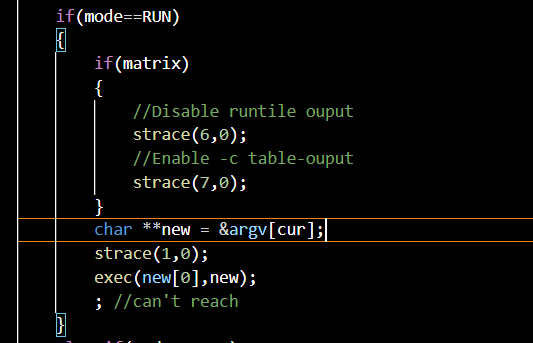 if(mode==RUN)
{
if(matrix)
{
//Disable runtile ouput
strace(6,0);
//Enable -c table-ouput
strace(7,0);
}
char **new = &argv[cur];
strace(1,0);
exec(new[0],new);
; //can't reach
}